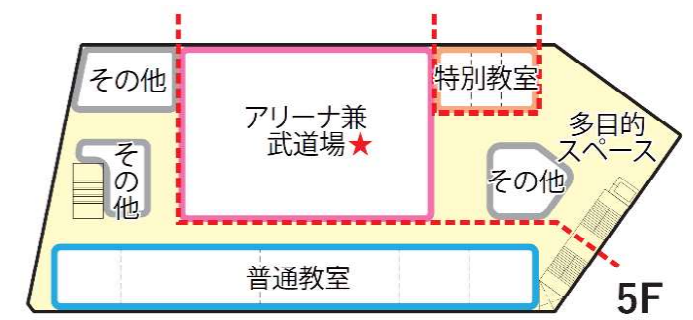 その他
アリーナ兼
武道場★
特別教室
多目的
スペース
その他
その他
普通教室
5F